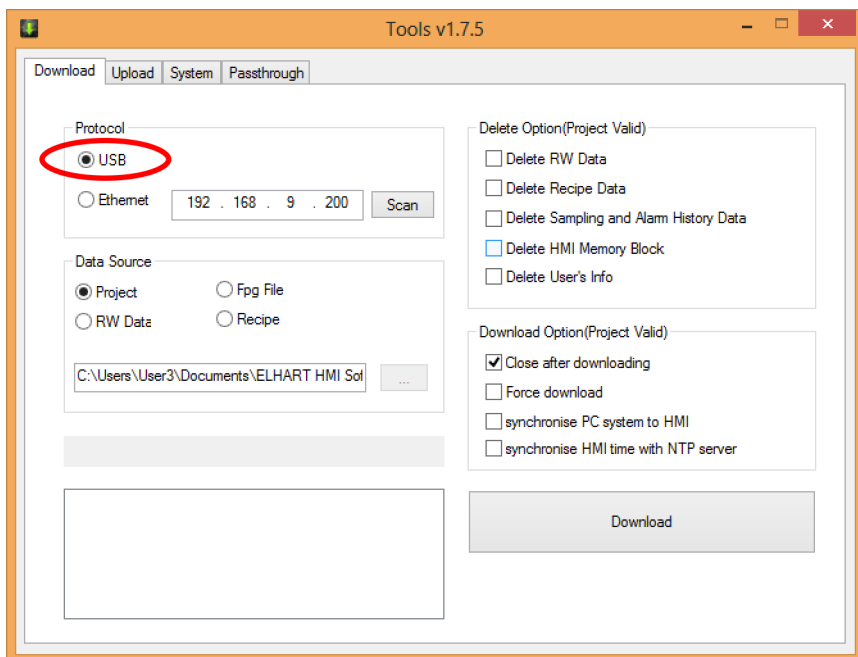 Tools v1.7.5
Download Upload System Passthrough
Protocol
USB
Ethernet 192 . 168 . 9 . 200 Scan
Data Source
Project Fpg File
RW Data Recipe
C:\Users\User3\Documents\ELHART HMI Sof ...
Delete Option(Project Valid)
Delete RW Data
Delete Recipe Data
Delete Sampling and Alarm History Data
Delete HMI Memory Block
Delete User's Info
Download Option(Project Valid)
Close after downloading
Force download
synchronise PC system to HMI
synchronise HMI time with NTP server
Download